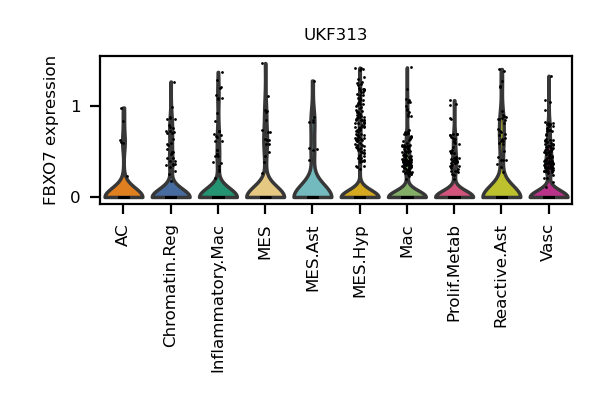 UKF313
FBXO7 expression
1
0
AC
Chromatin.Reg
Inflammatory.Mac
MES
MES.Ast
MES.Hyp
Mac
Prolif.Metab
Reactive.Ast
Vasc